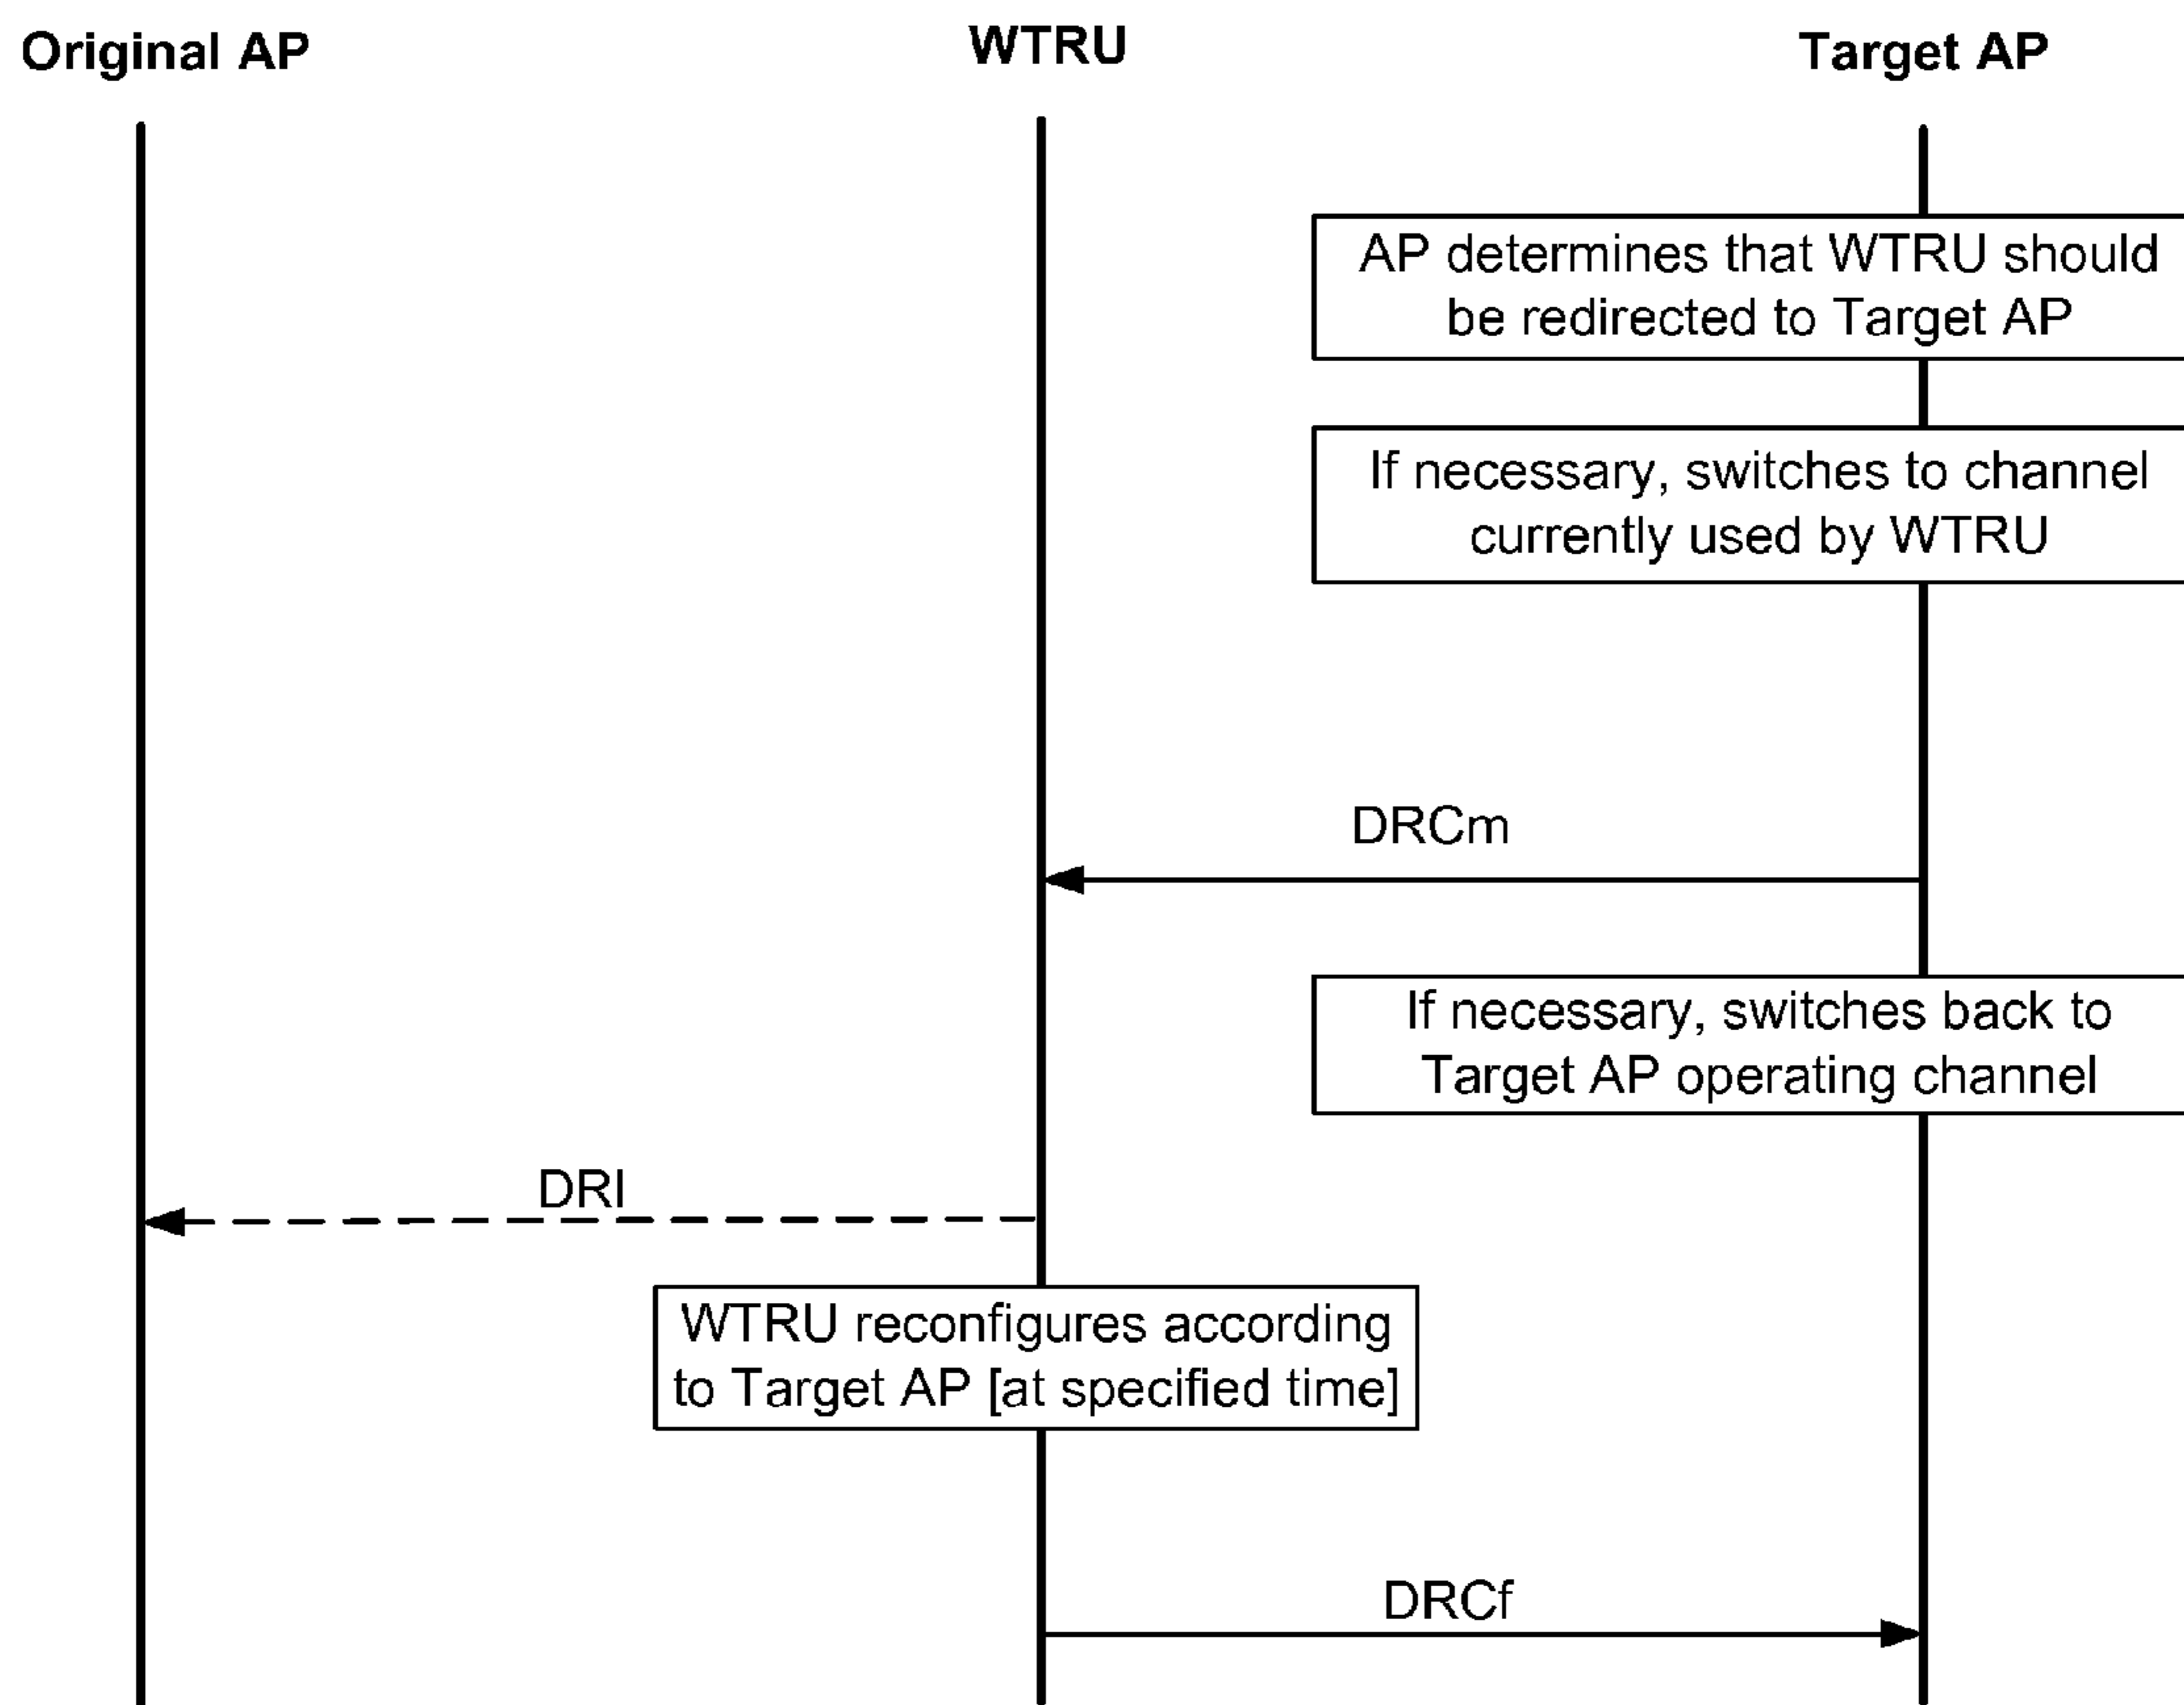 Original AP
WTRU
Target AP
AP determines that WTRU should
be redirected to Target AP
If necessary, switches to channel
currently used by WTRU
DRCm
If necessary, switches back to
Target AP operating channel
DRI
WTRU reconfigures according
to Target AP [at specified time]
DRCf